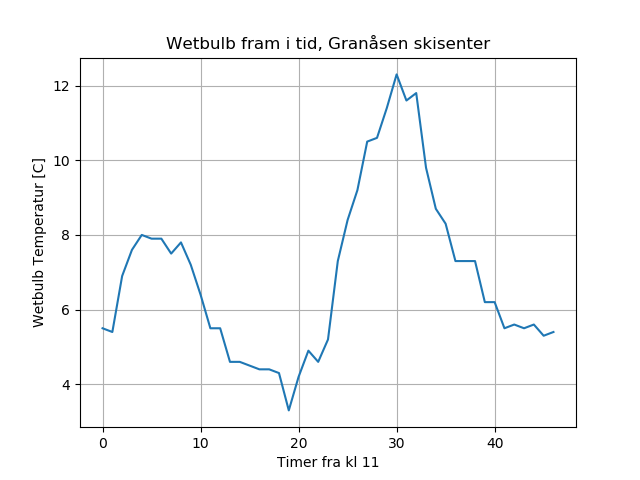 Wetbulb fram i tid, Granåsen skisenter
Wetbulb Temperatur [C]
12
10
8
6
4
0 10 20 30 40
Timer fra kl 11